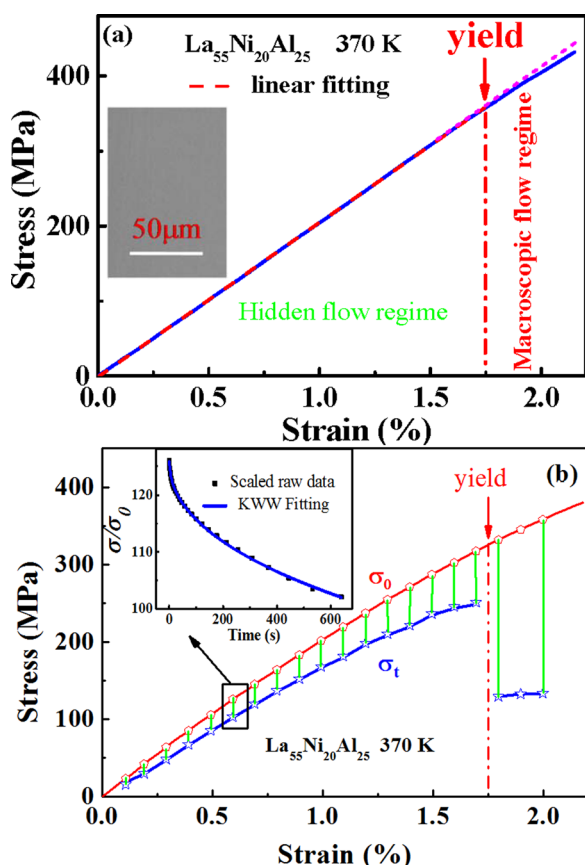 (a)
La₅₅Ni₂₀Al₂₅ 370 K
yield
linear fitting
50μm
Hidden flow regime
Macroscopic flow regime
Stress (MPa)
400
200
0
0.0 0.5 1.0 1.5 2.0
Strain (%)
(b)
yield
Scaled raw data
KWW Fitting
σ/σ₀
120
110
100
0 200 400 600
Time (s)
σ₀
σₜ
La₅₅Ni₂₀Al₂₅ 370 K
Stress (MPa)
400
300
200
100
0
0.0 0.5 1.0 1.5 2.0
Strain (%)